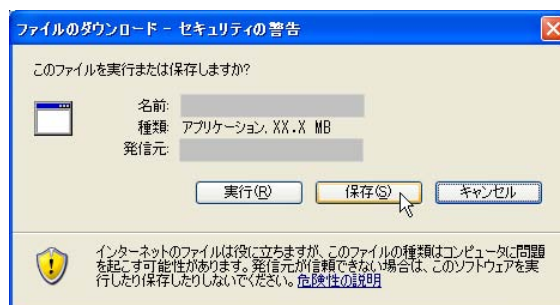 ファイルのダウンロード - セキュリティの警告
このファイルを実行または保存しますか?
名前:
種類: アプリケーション, XX.X MB
発信元:
実行(R) 保存(S) キャンセル
インターネットのファイルは役に立ちますが、このファイルの種類はコンピュータに問題
を起こす可能性があります。発信元が信頼できない場合は、このソフトウェアを実
行したり保存したりしないでください。危険性の説明